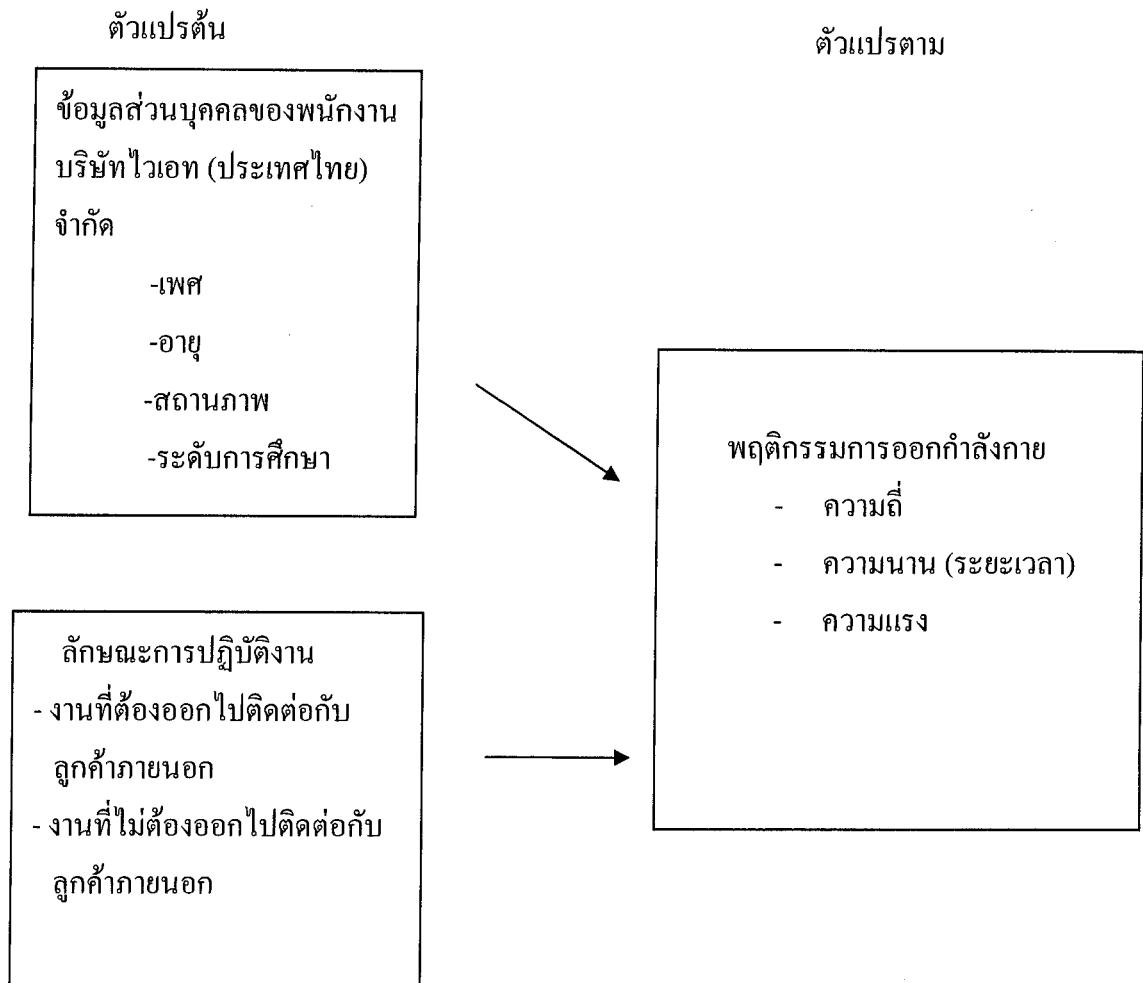 ตัวแปรต้น
ตัวแปรตาม
ข้อมูลส่วนบุคคลของพนักงาน
บริษัทไวเอท (ประเทศไทย)
จำกัด
-เพศ
-อายุ
-สถานภาพ
-ระดับการศึกษา
พฤติกรรมการออกกำลังกาย
- ความถี่
- ความนาน (ระยะเวลา)
- ความแรง
ลักษณะการปฏิบัติงาน
- งานที่ต้องออกไปติดต่อกับ
ลูกค้าภายนอก
- งานที่ไม่ต้องออกไปติดต่อกับ
ลูกค้าภายนอก